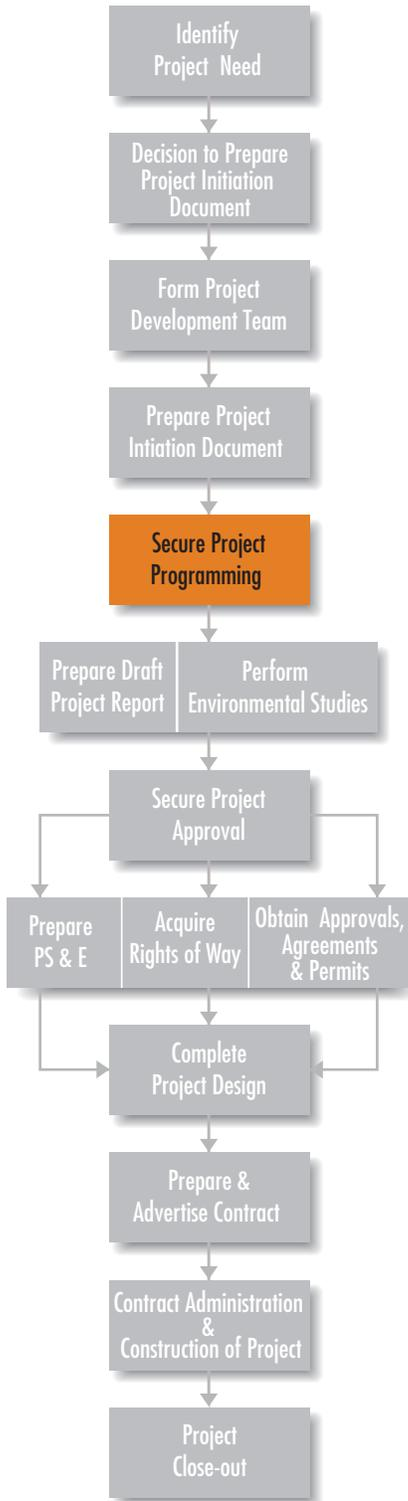 Identify
Project Need
Decision to Prepare
Project Initiation
Document
Form Project
Development Team
Prepare Project
Intiation Document
Secure Project
Programming
Prepare Draft
Project Report
Perform
Environmental Studies
Secure Project
Approval
Prepare
PS & E
Acquire
Rights of Way
Obtain Approvals,
Agreements
& Permits
Complete
Project Design
Prepare &
Advertise Contract
Contract Administration
&
Construction of Project
Project
Close-out